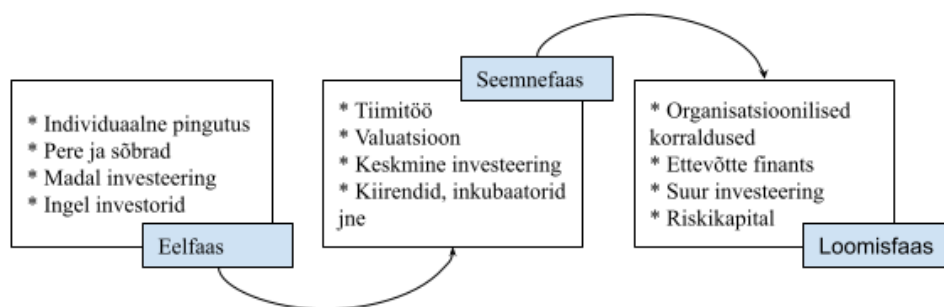 * Individuaalne pingutus
* Pere ja sõbrad
* Madal investeering
* Ingel investorid
Eelfaas
Seemnefaas
* Tiimitöö
* Valuatsioon
* Keskmine investeering
* Kiirendid, inkubaatorid
jne
* Organisatsioonilised
korraldused
* Ettevõtte finants
* Suur investeering
* Riskikapital
Loomisfaas